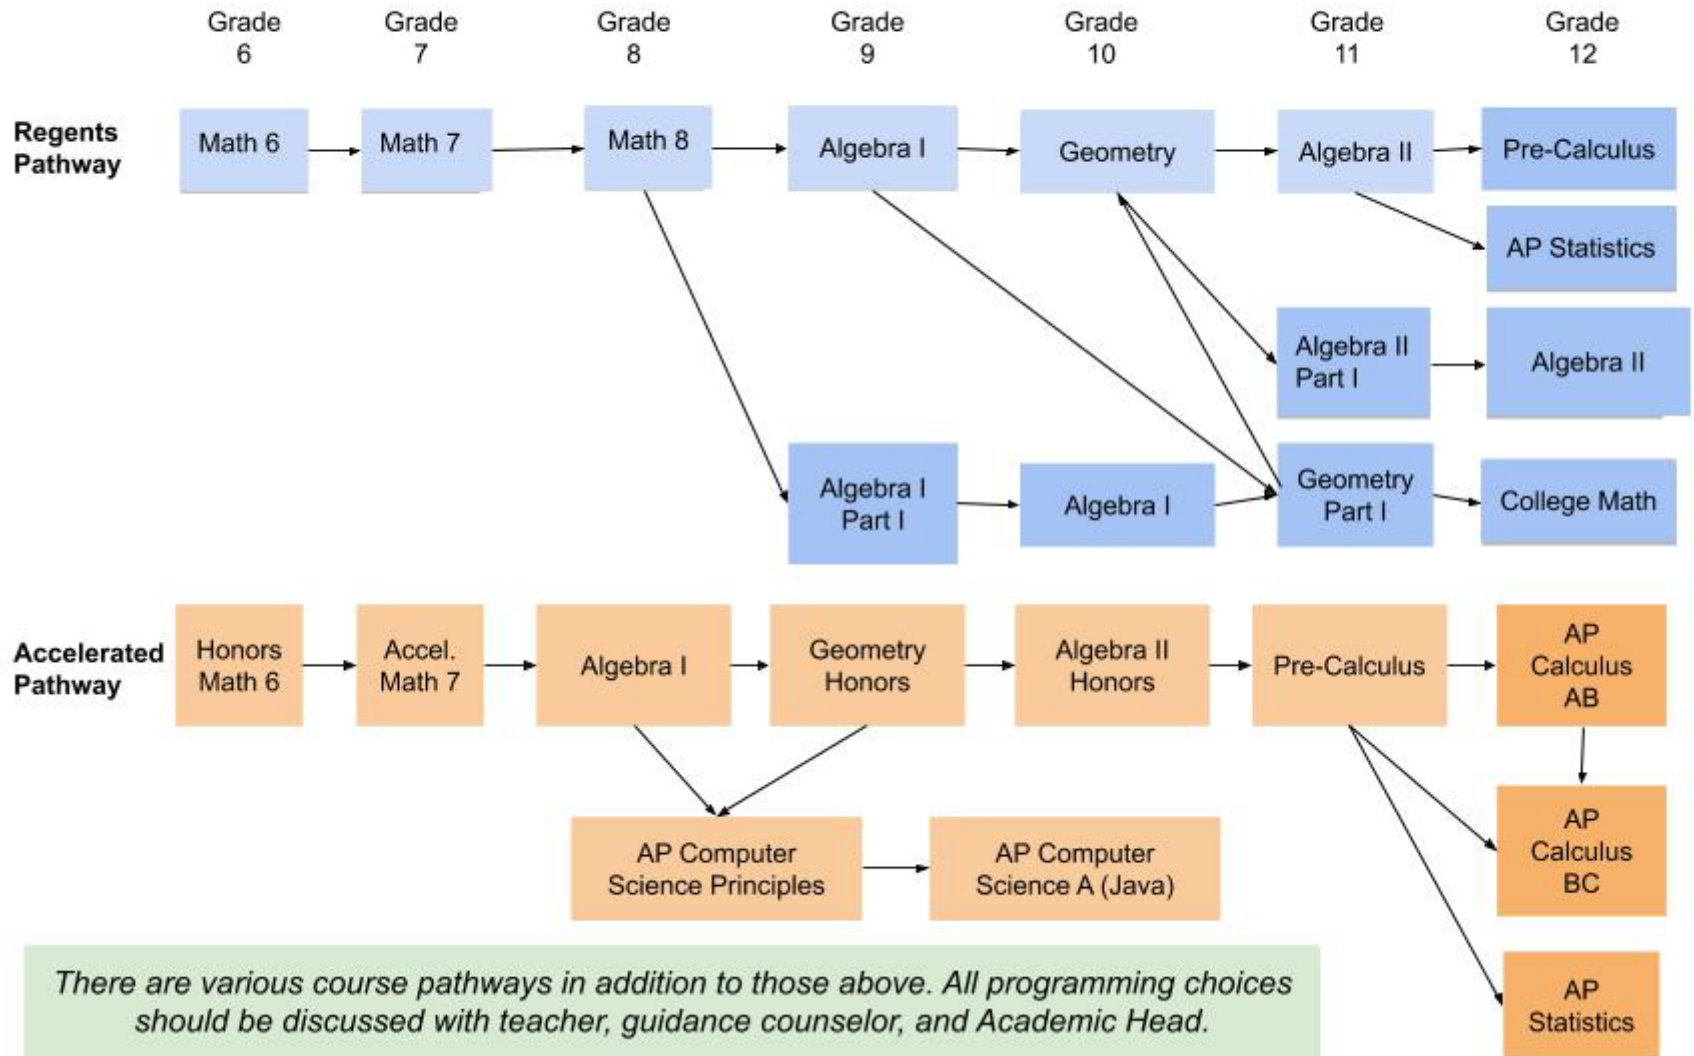 Grade
6
Grade
7
Grade
8
Grade
9
Grade
10
Grade
11
Grade
12
Regents
Pathway
Math 6
Math 7
Math 8
Algebra I
Geometry
Algebra II
Pre-Calculus
AP Statistics
Algebra II
Part I
Algebra II
Algebra I
Part I
Algebra I
Geometry
Part I
College Math
Accelerated
Pathway
Honors
Math 6
Accel.
Math 7
Algebra I
Geometry
Honors
Algebra II
Honors
Pre-Calculus
AP
Calculus
AB
AP Computer
Science Principles
AP Computer
Science A (Java)
AP
Calculus
BC
AP
Statistics
There are various course pathways in addition to those above. All programming choices
should be discussed with teacher, guidance counselor, and Academic Head.